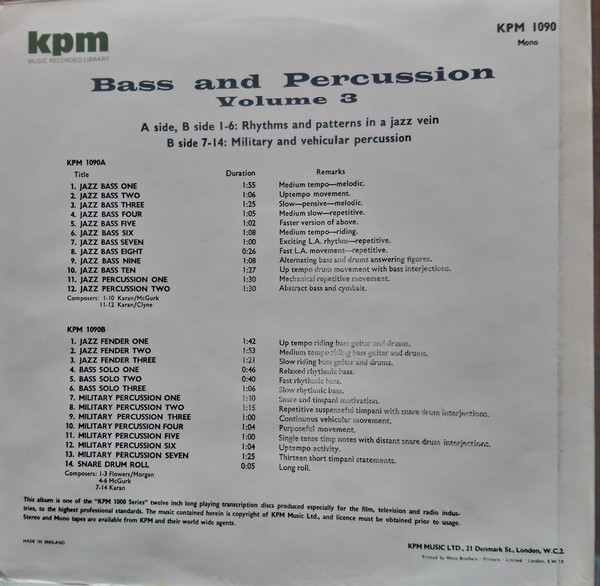 kpm
MUSIC RECORDED LIBRARY
KPM 1090
Mono
Bass and Percussion
Volume 3
A side, B side 1-6: Rhythms and patterns in a jazz vein
B side 7-14: Military and vehicular percussion
KPM 1090A
Title Duration Remarks
1. JAZZ BASS ONE 1:55 Medium tempo—melodic.
2. JAZZ BASS TWO 1:06 Uptempo movement.
3. JAZZ BASS THREE 1:25 Slow—pensive—melodic.
4. JAZZ BASS FOUR 1:05 Medium slow—repetitive.
5. JAZZ BASS FIVE 1:02 Faster version of above.
6. JAZZ BASS SIX 1:08 Medium tempo—riding.
7. JAZZ BASS SEVEN 1:00 Exciting L.A. rhythm—repetitive.
8. JAZZ BASS EIGHT 0:26 Fast L.A. movement—repetitive.
9. JAZZ BASS NINE 1:08 Alternating bass and drums answering figures.
10. JAZZ BASS TEN 1:27 Up tempo drum movement with bass interjections.
11. JAZZ PERCUSSION ONE 1:30 Mechanical repetitive movement.
12. JAZZ PERCUSSION TWO 1:30 Abstract bass and cymbals.
Composers: 1-10 Karan/McGurk
11-12 Karan/Clyne
KPM 1090B
1. JAZZ FENDER ONE 1:42 Up tempo riding bass guitar and drums.
2. JAZZ FENDER TWO 1:53 Medium tempo riding bass guitar and drums.
3. JAZZ FENDER THREE 1:21 Slow riding bass guitar and drums.
4. BASS SOLO ONE 0:46 Relaxed rhythmic bass.
5. BASS SOLO TWO 0:40 Fast rhythmic bass.
6. BASS SOLO THREE 1:06 Slow rhythmic bass.
7. MILITARY PERCUSSION ONE 1:10 Snare and timpani motivation.
8. MILITARY PERCUSSION TWO 1:15 Repetitive suspenseful timpani with snare drum interjections.
9. MILITARY PERCUSSION THREE 1:00 Continuous vehicular movement.
10. MILITARY PERCUSSION FOUR 1:04 Purposeful movement.
11. MILITARY PERCUSSION FIVE 1:00 Single tense timp notes with distant snare drum interjections.
12. MILITARY PERCUSSION SIX 1:04 Uptempo activity.
13. MILITARY PERCUSSION SEVEN 1:25 Thirteen short timpani statements.
14. SNARE DRUM ROLL 0:05 Long roll.
Composers: 1-3 Flowers/Morgan
4-6 McGurk
7-14 Karan
This album is one of the "KPM 1000 Series" twelve inch long playing transcription discs produced especially for the film, television and radio indus-
tries, to the highest professional standards. The music contained herein is copyright of KPM Music Ltd., and licence must be obtained prior to usage.
Stereo and Mono tapes are available from KPM and their world wide agents.
MADE IN ENGLAND
KPM MUSIC LTD., 21 Denmark St., London, W.C.2.
Printed by West Brothers · Printers · Limited · London, S.W.19